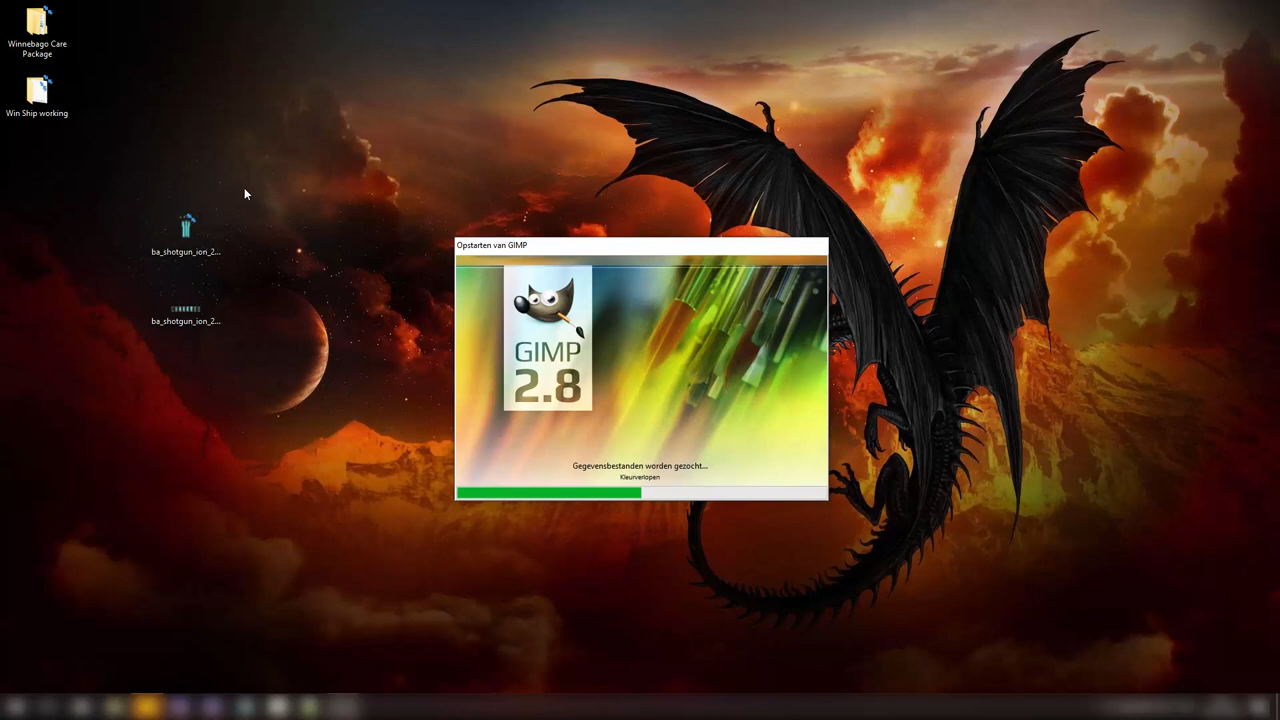 Winnebago Care
Package
Win Ship working
ba_shotgun_ion_2...
ba_shotgun_ion_2...
Opstarten van GIMP
GIMP
2.8
Gegevensbestanden worden gezocht...
Kleurverlopen